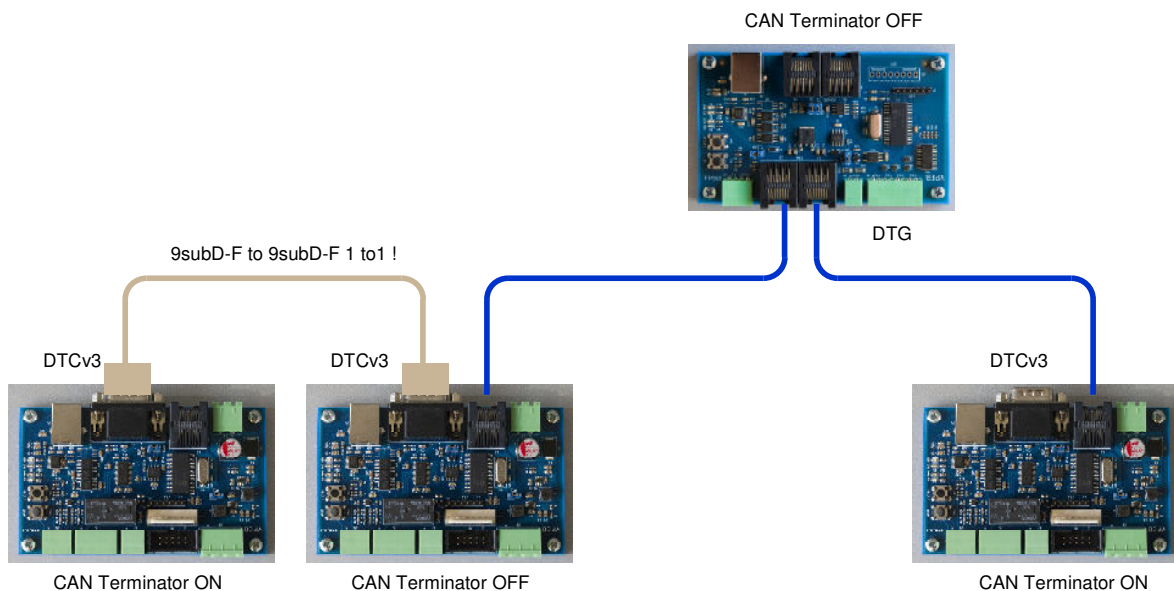 CAN Terminator OFF
DTG
9subD-F to 9subD-F 1 to1 !
DTCv3
DTCv3
DTCv3
CAN Terminator ON
CAN Terminator OFF
CAN Terminator ON